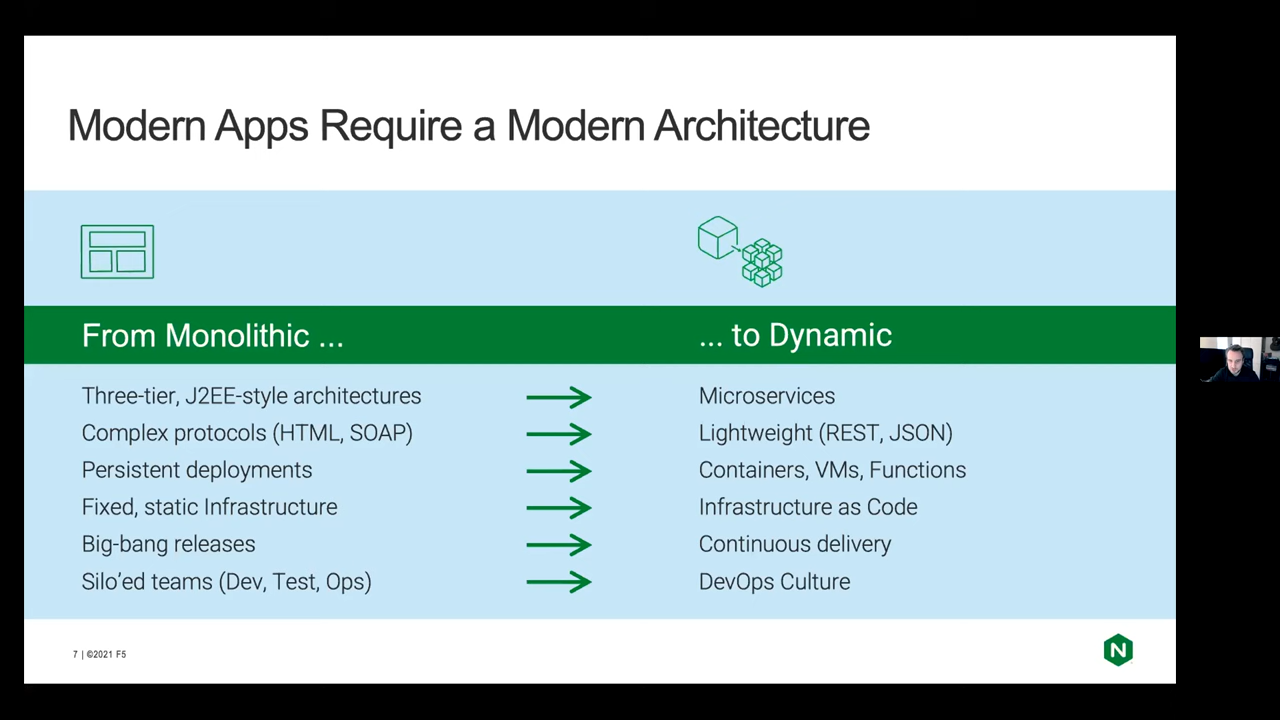 Modern Apps Require a Modern Architecture
From Monolithic ...
... to Dynamic
Three-tier, J2EE-style architectures
Microservices
Complex protocols (HTML, SOAP)
Lightweight (REST, JSON)
Persistent deployments
Containers, VMs, Functions
Fixed, static Infrastructure
Infrastructure as Code
Big-bang releases
Continuous delivery
Silo’ed teams (Dev, Test, Ops)
DevOps Culture
7 | ©2021 F5
N